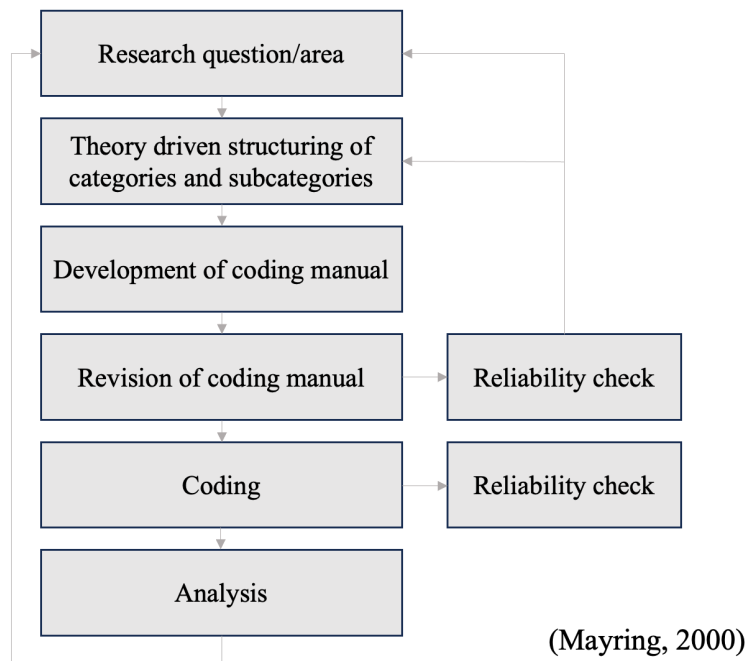 Research question/area
Theory driven structuring of
categories and subcategories
Development of coding manual
Revision of coding manual
Reliability check
Coding
Reliability check
Analysis
(Mayring, 2000)